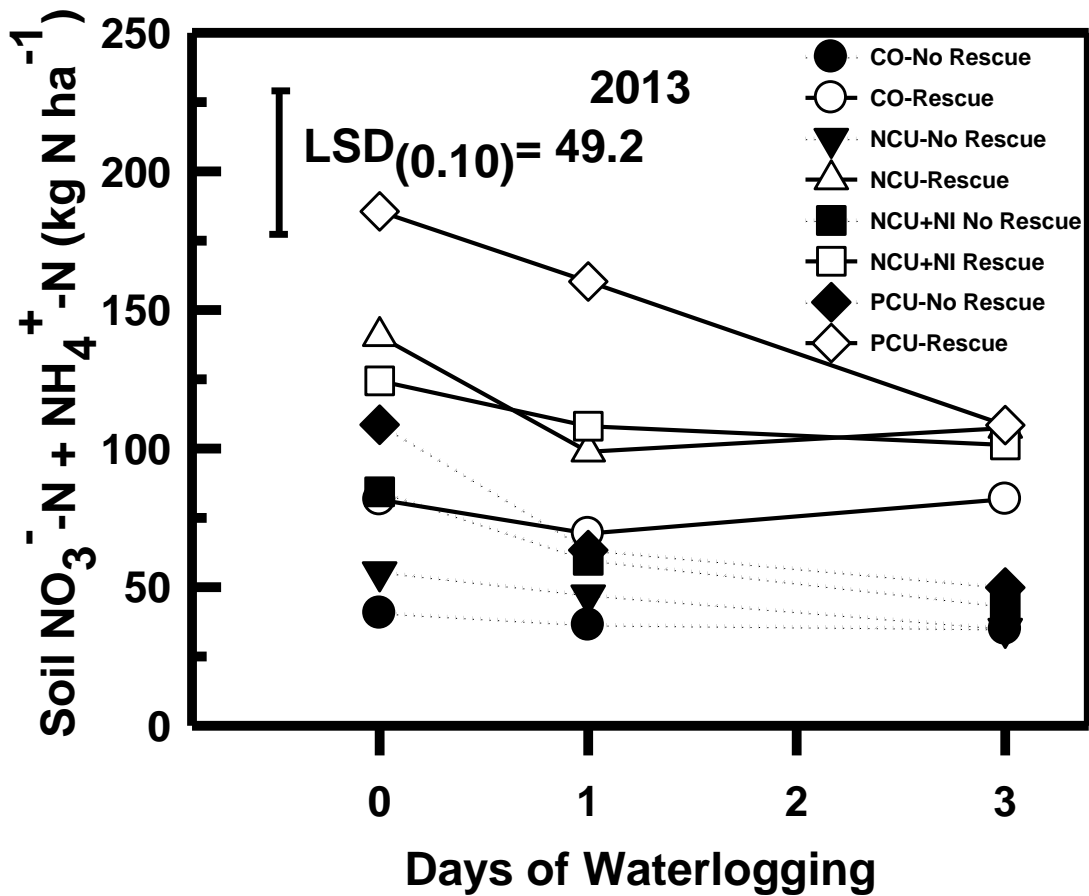 Soil NO3⁻-N + NH4⁺-N (kg N ha⁻¹)
250
200
150
100
50
0
2013
LSD(0.10)= 49.2
CO-No Rescue
CO-Rescue
NCU-No Rescue
NCU-Rescue
NCU+NI No Rescue
NCU+NI Rescue
PCU-No Rescue
PCU-Rescue
0 1 2 3
Days of Waterlogging